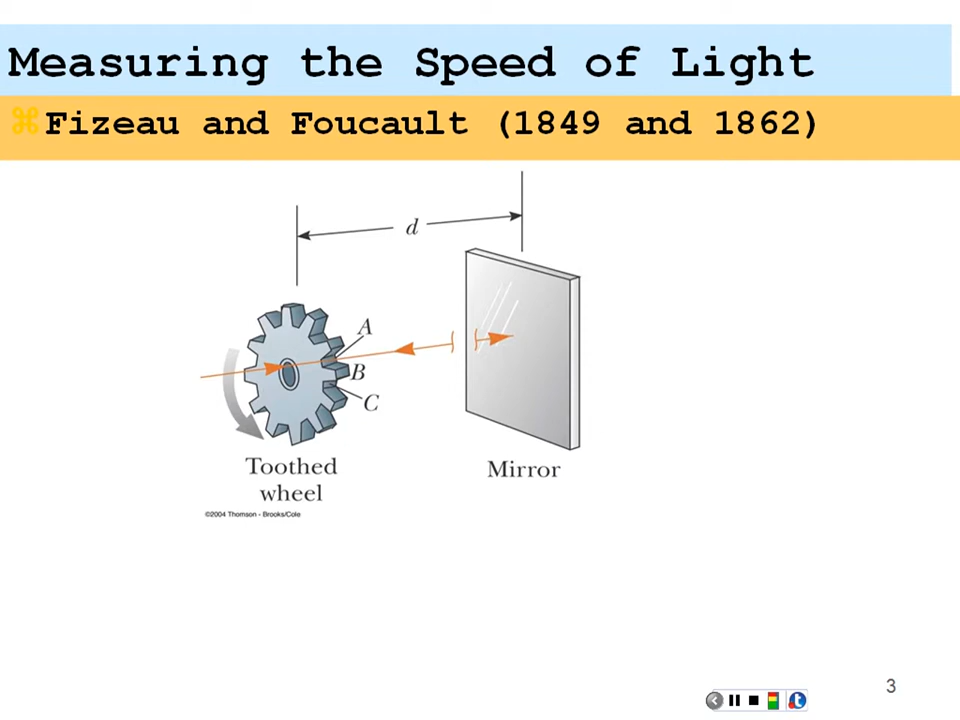 Measuring the Speed of Light
Fizeau and Foucault (1849 and 1862)
d
A
B
C
Toothed
wheel
Mirror
©2004 Thomson - Brooks/Cole
3